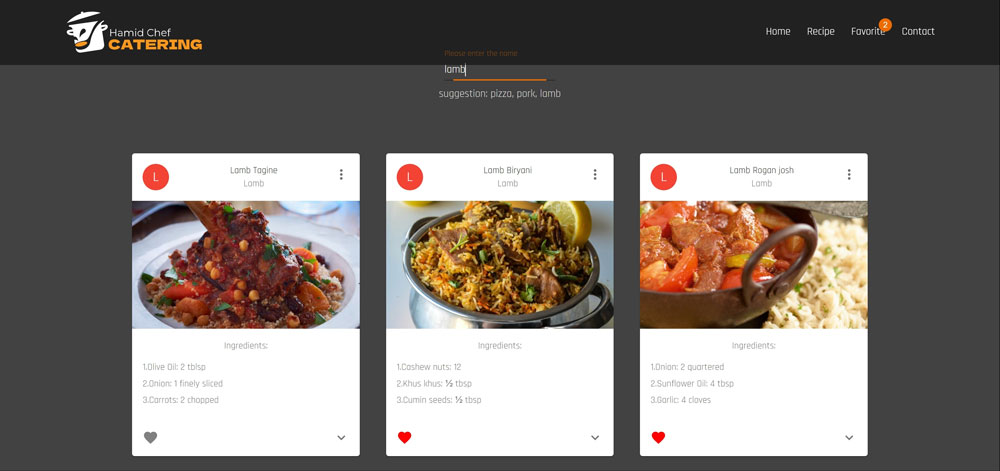 Hamid Chef
CATERING
Home
Recipe
Favorite
2
Contact
Please enter the name
lamb
suggestion: pizza, pork, lamb
L
Lamb Tagine
Lamb
Ingredients:
1.Olive Oil: 2 tblsp
2.Onion: 1 finely sliced
3.Carrots: 2 chopped
L
Lamb Biryani
Lamb
Ingredients:
1.Cashew nuts: 12
2.Khus khus: ½ tbsp
3.Cumin seeds: ½ tbsp
L
Lamb Rogan josh
Lamb
Ingredients:
1.Onion: 2 quartered
2.Sunflower Oil: 4 tbsp
3.Garlic: 4 cloves